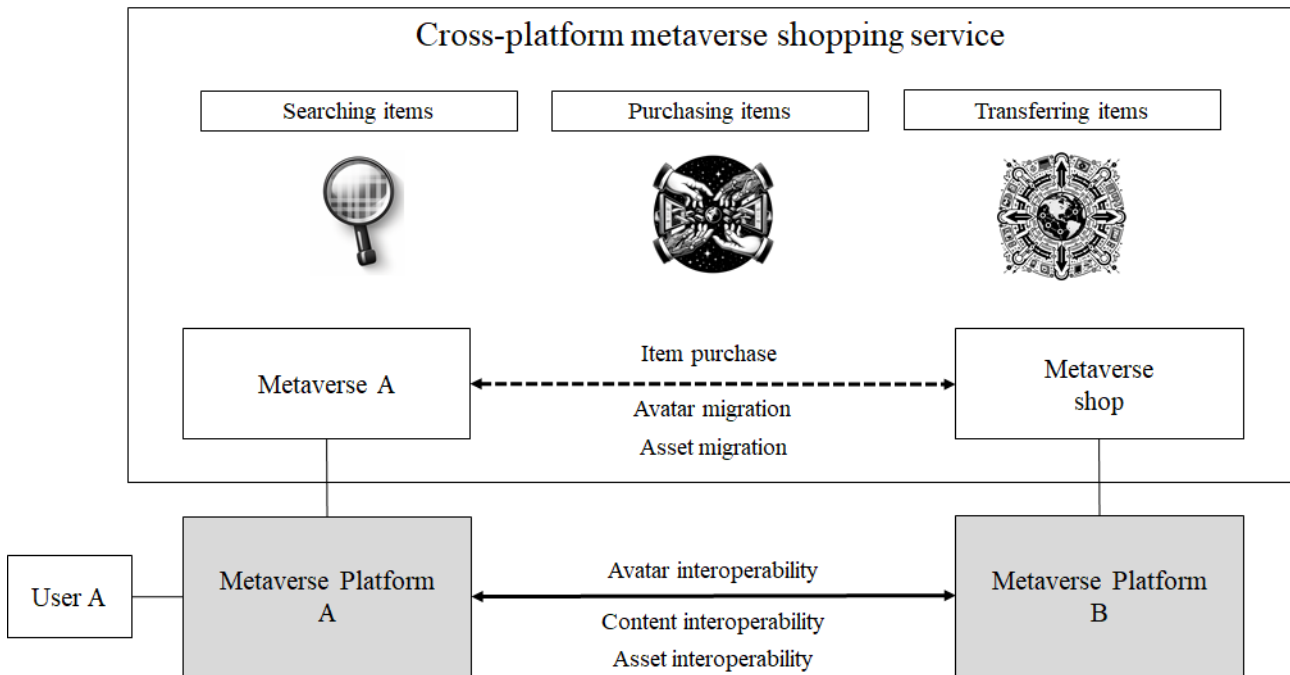 Cross-platform metaverse shopping service
Searching items
Purchasing items
Transferring items
Metaverse A
Item purchase
Avatar migration
Asset migration
Metaverse
shop
User A
Metaverse Platform
A
Avatar interoperability
Content interoperability
Asset interoperability
Metaverse Platform
B